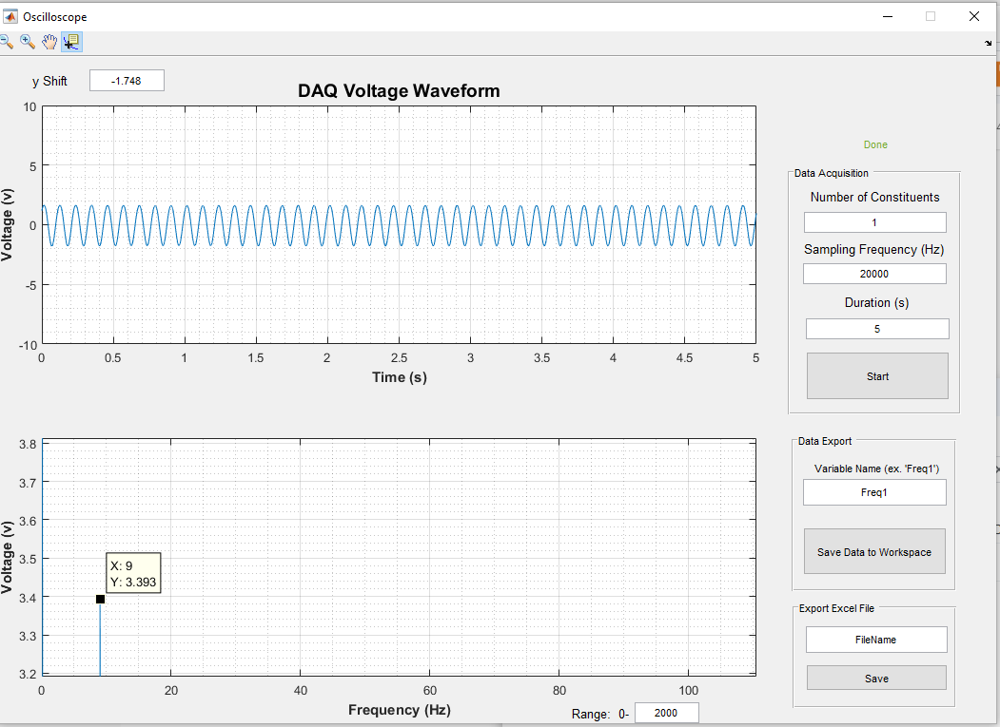 Oscilloscope
y Shift -1.748
DAQ Voltage Waveform
Voltage (v)
10
5
0
-5
-10
0 0.5 1 1.5 2 2.5 3 3.5 4 4.5 5
Time (s)
Done
Data Acquisition
Number of Constituents
1
Sampling Frequency (Hz)
20000
Duration (s)
5
Start
Voltage (v)
3.8
3.7
3.6
3.5
3.4
3.3
3.2
X: 9
Y: 3.393
0 20 40 60 80 100
Frequency (Hz)
Range: 0- 2000
Data Export
Variable Name (ex. 'Freq1')
Freq1
Save Data to Workspace
Export Excel File
FileName
Save